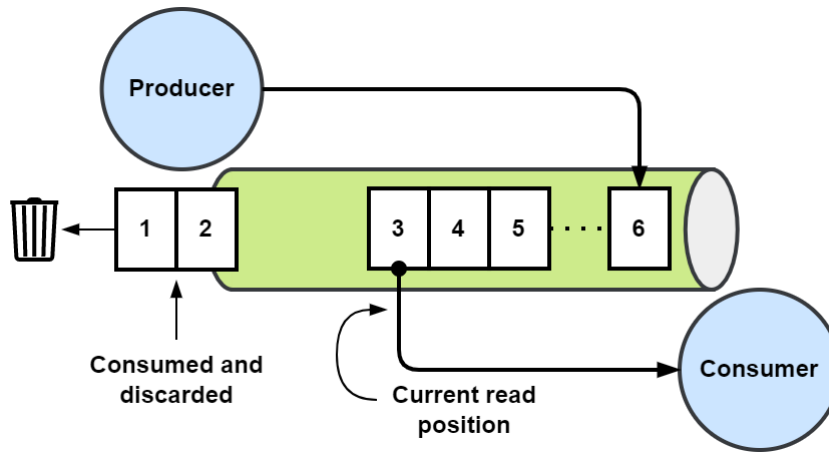 Producer
1 2 3 4 5 6
Consumed and
discarded
Current read
position
Consumer